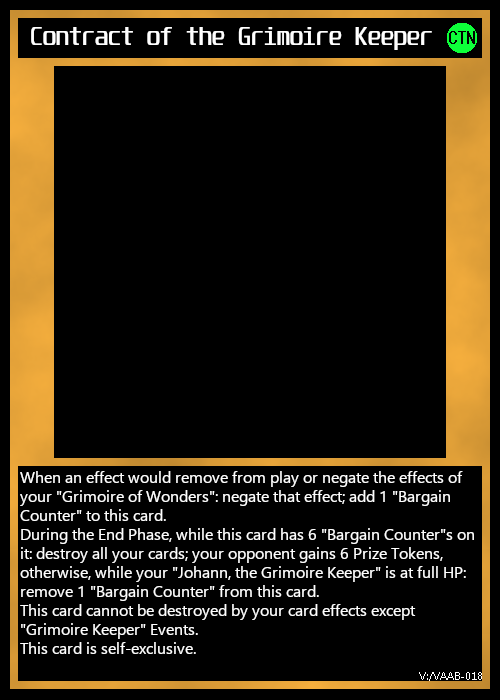 Contract of the Grimoire Keeper CTN
When an effect would remove from play or negate the effects of
your "Grimoire of Wonders": negate that effect; add 1 "Bargain
Counter" to this card.
During the End Phase, while this card has 6 "Bargain Counter"s on
it: destroy all your cards; your opponent gains 6 Prize Tokens,
otherwise, while your "Johann, the Grimoire Keeper" is at full HP:
remove 1 "Bargain Counter" from this card.
This card cannot be destroyed by your card effects except
"Grimoire Keeper" Events.
This card is self-exclusive.
V:/VAAB-018